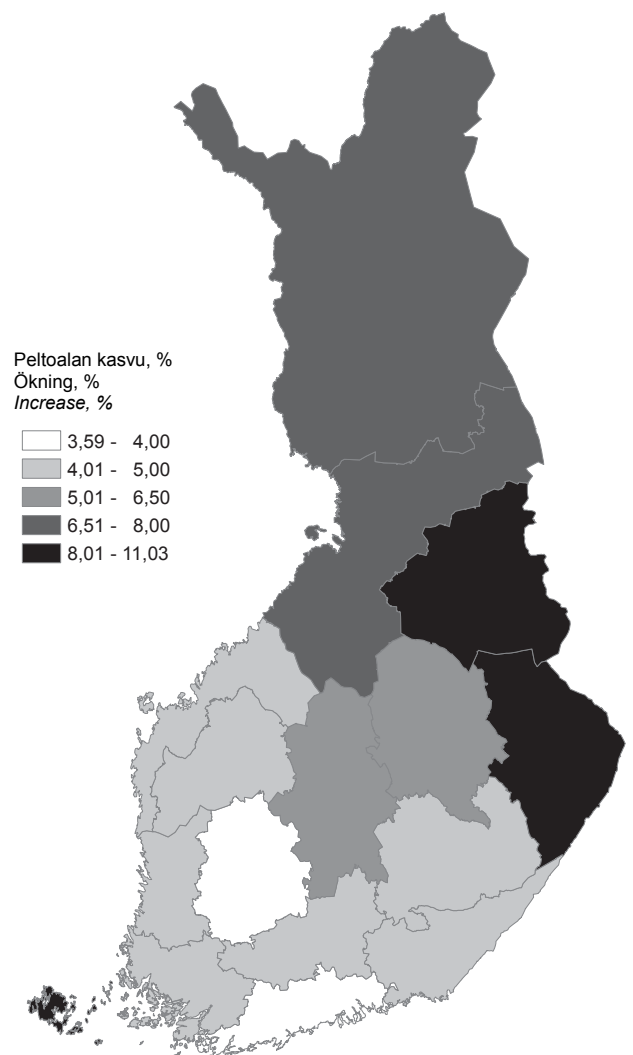 Peltoalan kasvu, %
Ökning, %
Increase, %
3,59 - 4,00
4,01 - 5,00
5,01 - 6,50
6,51 - 8,00
8,01 - 11,03